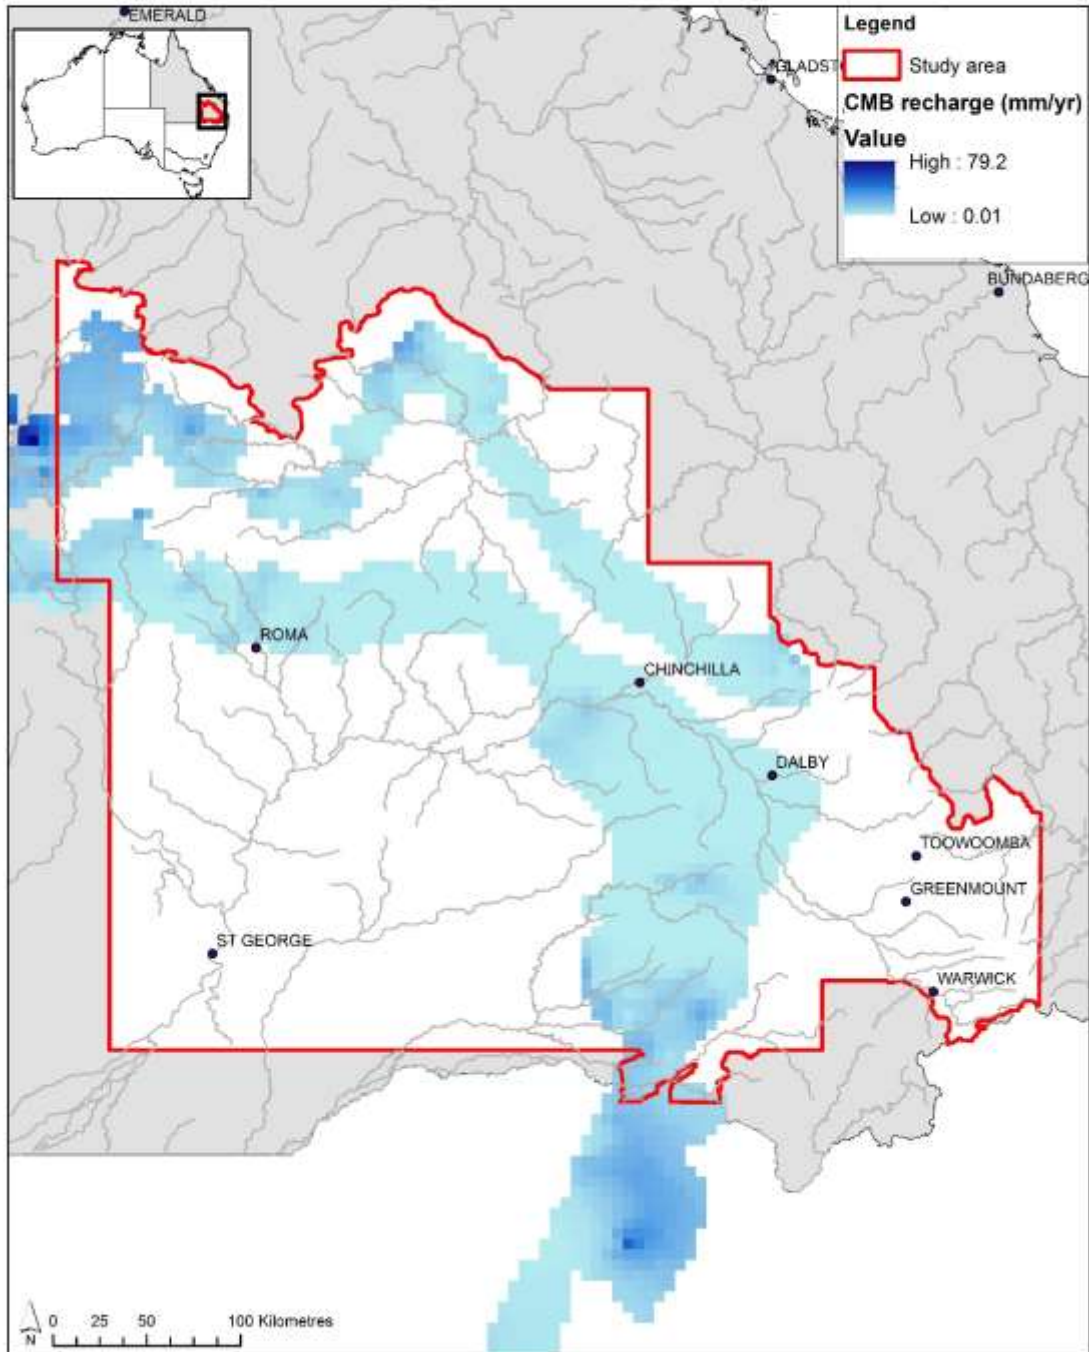 EMERALD
Legend
GLADST
Study area
CMB recharge (mm/yr)
Value
High : 79.2
Low : 0.01
BUNDABERG
ROMA
CHINCHILLA
DALBY
TOOWOOMBA
GREENMOUNT
ST GEORGE
WARWICK
N
0 25 50 100 Kilometres